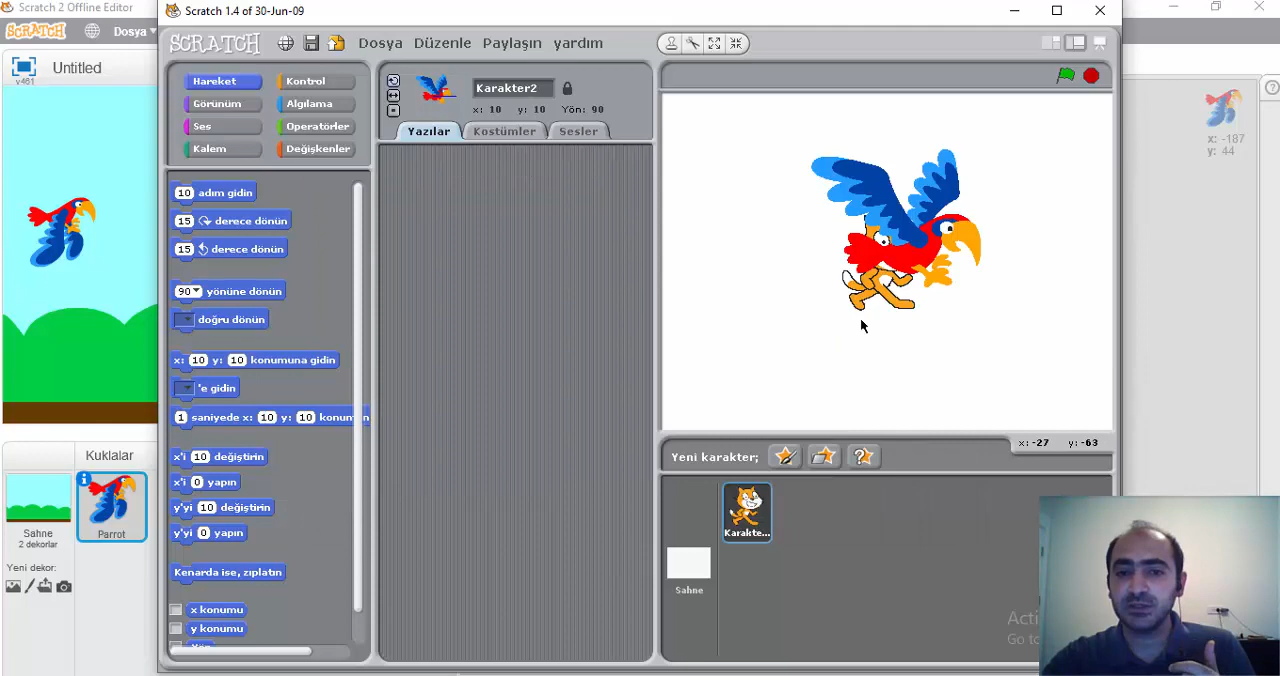 Scratch 2 Offline Editor
SCRATCH
Dosya
Untitled
v461
Kuklalar
Sahne
2 dekorlar
Parrot
Yeni dekor:
Scratch 1.4 of 30-Jun-09
SCRATCH
Dosya Düzenle Paylaşın yardım
Hareket Kontrol
Görünüm Algılama
Ses Operatörler
Kalem Değişkenler
10 adım gidin
15 derece dönün
15 derece dönün
90 yönüne dönün
doğru dönün
x: 10 y: 10 konumuna gidin
'e gidin
1 saniyede x: 10 y: 10
x'i 10 değiştirin
x'i 0 yapın
y'yi 10 değiştirin
y'yi 0 yapın
Kenarda ise, zıplatın
x konumu
y konumu
Karakter2
x: 10 y: 10 Yön: 90
Yazılar Kostümler Sesler
x: -27 y: -63
Yeni karakter;
Karakte...
Sahne
x: -187
y: 44
?
Go to